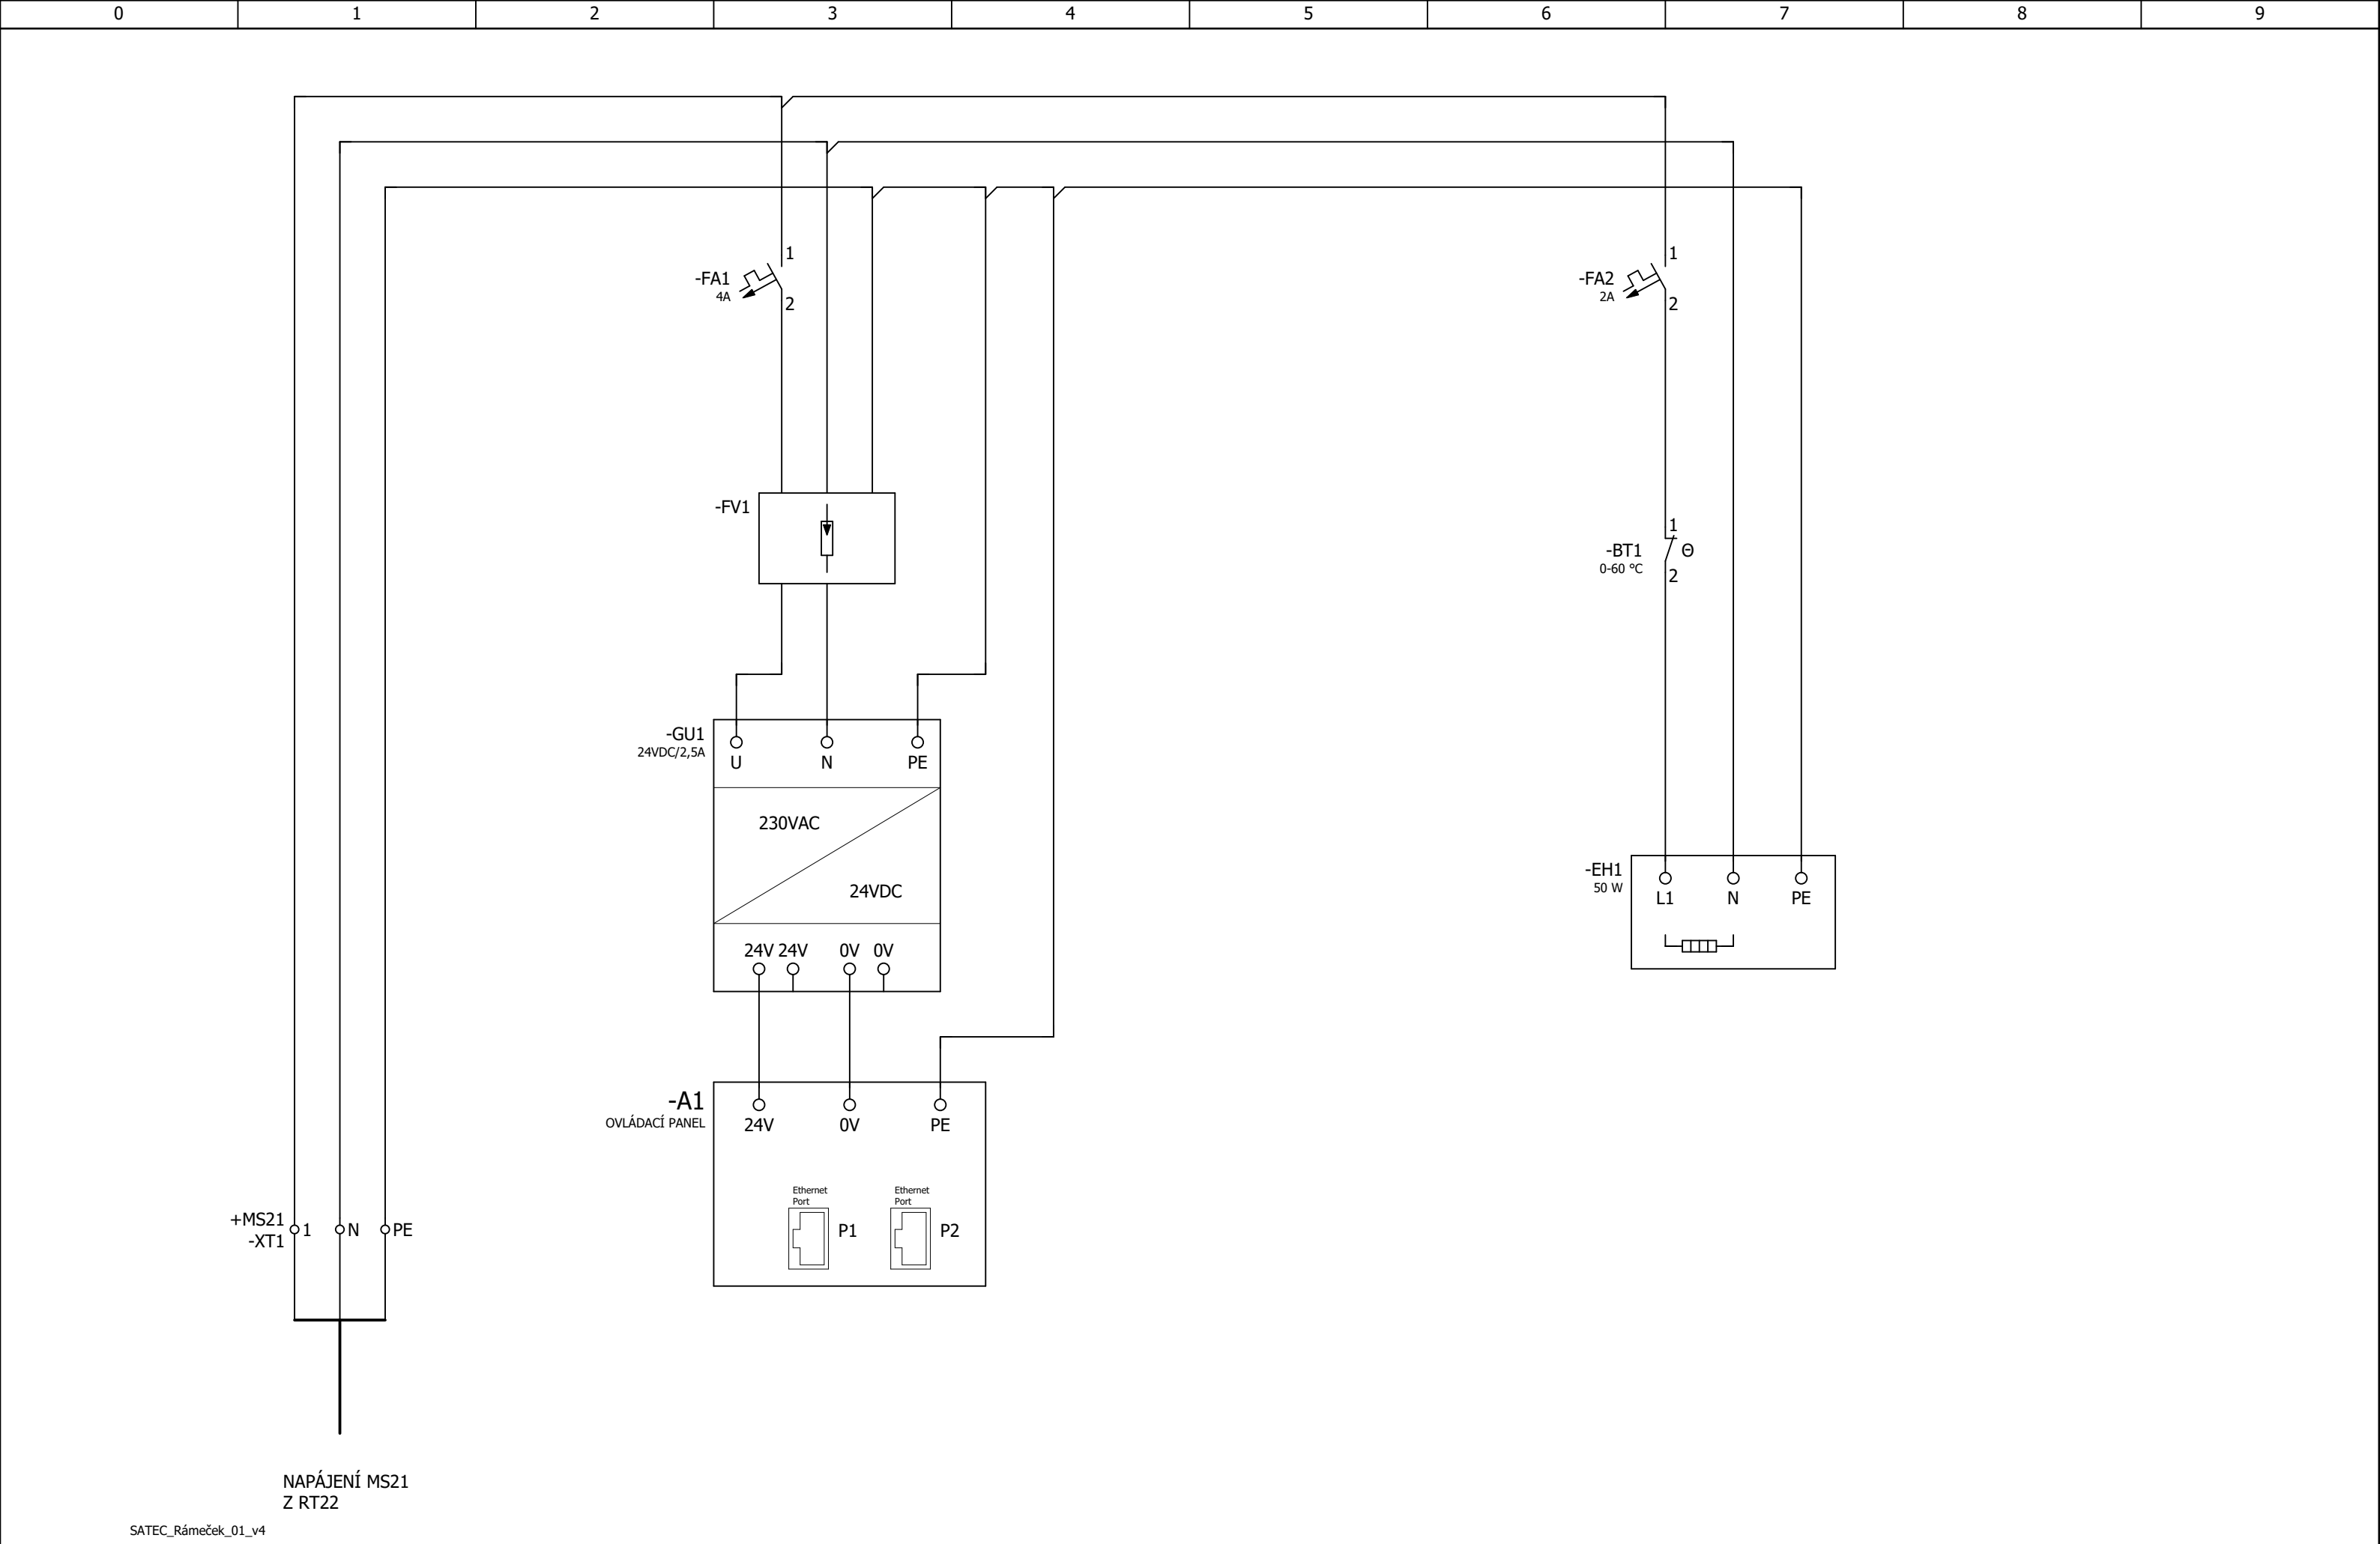 0 1 2 3 4 5 6 7 8 9
-FA1
4A
1
2
-FA2
2A
1
2
-FV1
-BT1
0-60 °C
1
Θ
2
-GU1
24VDC/2,5A
U N PE
230VAC
24VDC
24V 24V 0V 0V
-EH1
50 W
L1 N PE
-A1
OVLÁDACÍ PANEL
24V 0V PE
Ethernet
Port
P1
Ethernet
Port
P2
+MS21
-XT1
1 N PE
NAPÁJENÍ MS21
Z RT22
SATEC_Rámeček_01_v4